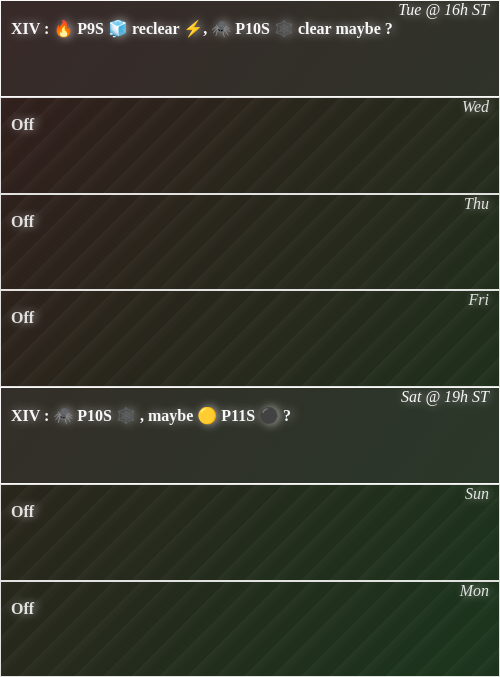 Tue @ 16h ST
XIV : 🔥 P9S 🧊 reclear ⚡, 🕷️ P10S 🕸️ clear maybe ?
Wed
Off
Thu
Off
Fri
Off
Sat @ 19h ST
XIV : 🕷️ P10S 🕸️ , maybe 🟡 P11S ⚫ ?
Sun
Off
Mon
Off